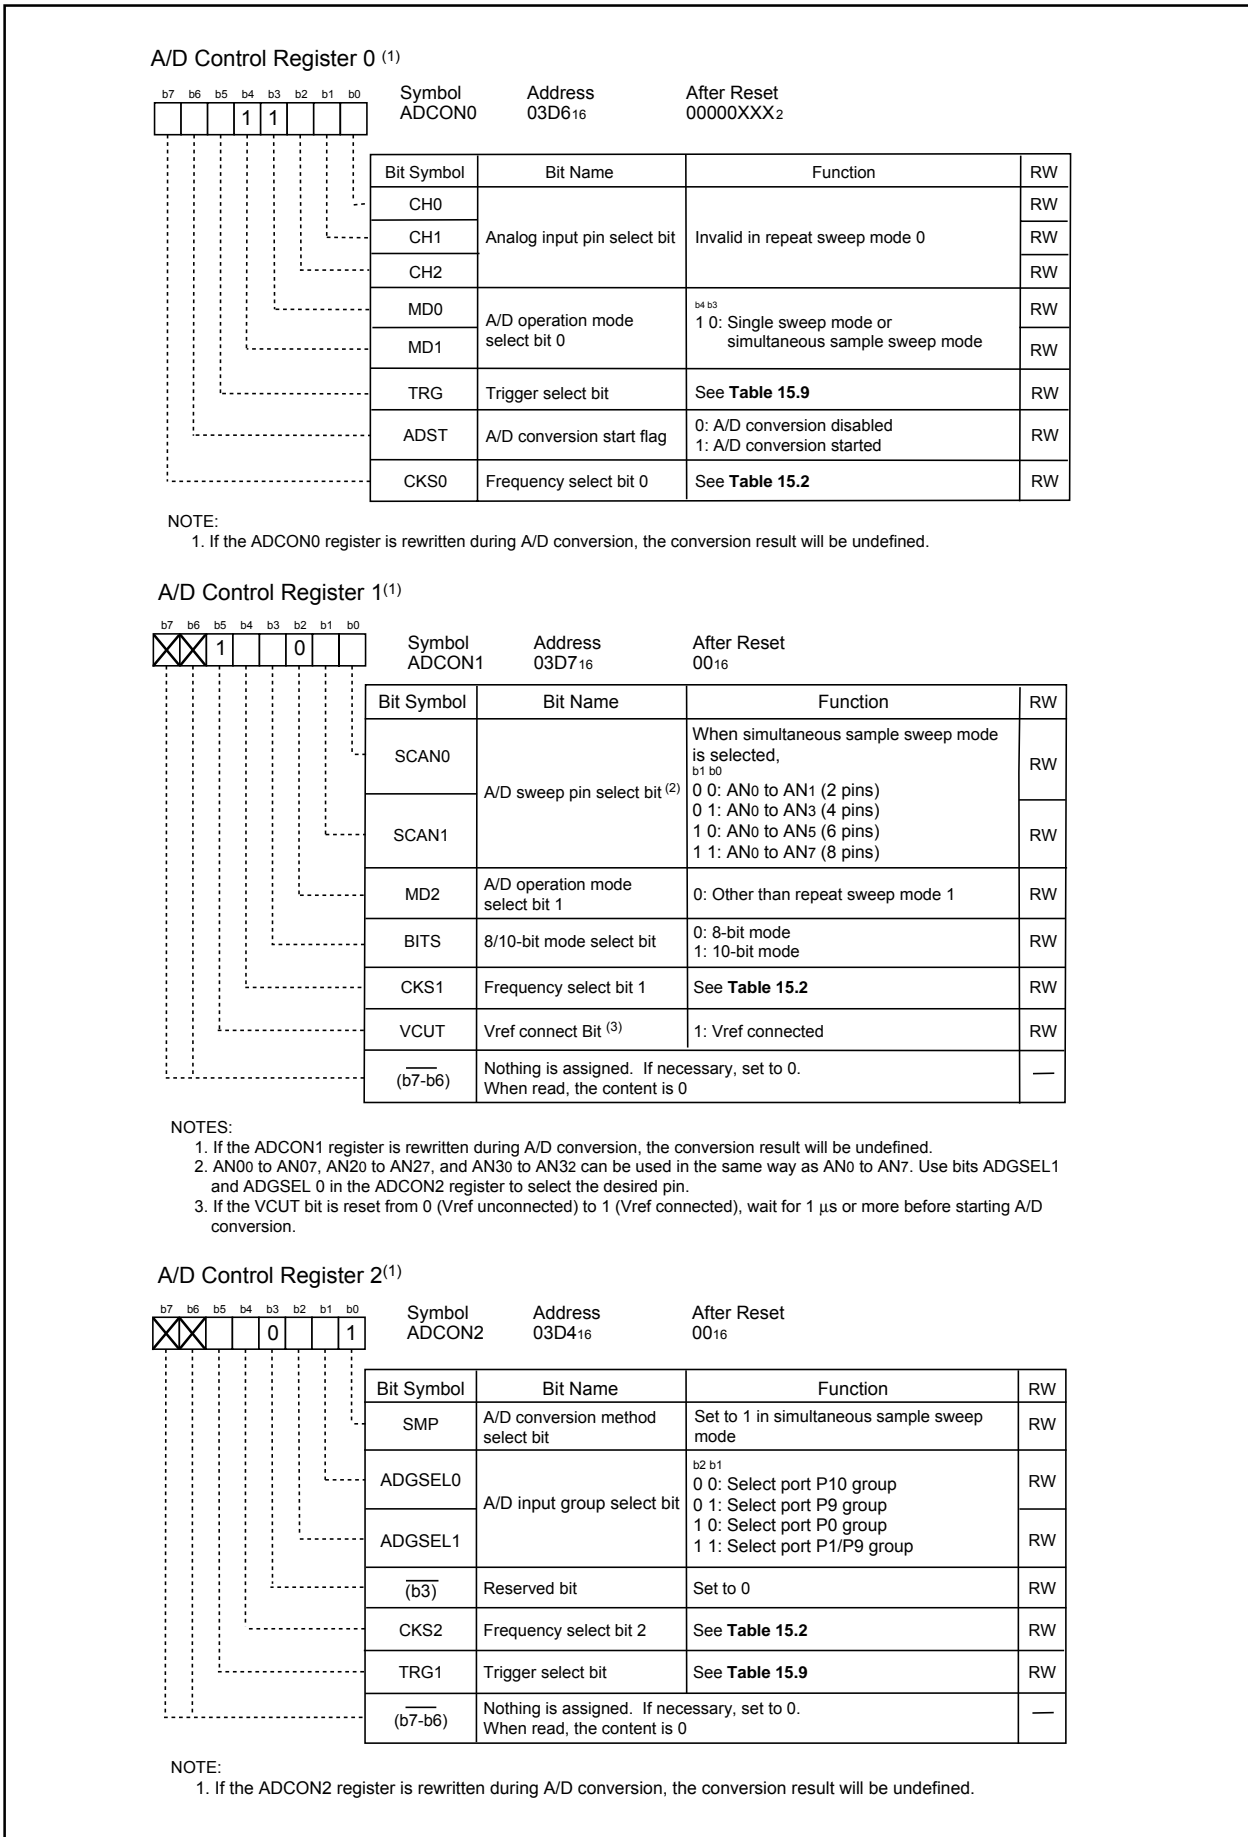 A/D Control Register 0 (1)
b7 b6 b5 b4 b3 b2 b1 b0
1 1
Symbol Address After Reset
ADCON0 03D616 00000XXX2
Bit Symbol Bit Name Function RW
CH0 RW
CH1 Analog input pin select bit Invalid in repeat sweep mode 0 RW
CH2 RW
MD0 A/D operation mode select bit 0 b4 b3 RW
1 0: Single sweep mode or
simultaneous sample sweep mode
MD1 RW
TRG Trigger select bit See Table 15.9 RW
ADST A/D conversion start flag 0: A/D conversion disabled RW
1: A/D conversion started
CKS0 Frequency select bit 0 See Table 15.2 RW
NOTE:
1. If the ADCON0 register is rewritten during A/D conversion, the conversion result will be undefined.
A/D Control Register 1(1)
b7 b6 b5 b4 b3 b2 b1 b0
1 0
Symbol Address After Reset
ADCON1 03D716 0016
Bit Symbol Bit Name Function RW
SCAN0 RW
When simultaneous sample sweep mode
is selected,
b1 b0
A/D sweep pin select bit (2) 0 0: AN0 to AN1 (2 pins)
0 1: AN0 to AN3 (4 pins)
SCAN1 1 0: AN0 to AN5 (6 pins) RW
1 1: AN0 to AN7 (8 pins)
MD2 A/D operation mode select bit 1 0: Other than repeat sweep mode 1 RW
BITS 8/10-bit mode select bit 0: 8-bit mode RW
1: 10-bit mode
CKS1 Frequency select bit 1 See Table 15.2 RW
VCUT Vref connect Bit (3) 1: Vref connected RW
(b7-b6) Nothing is assigned. If necessary, set to 0. —
When read, the content is 0
NOTES:
1. If the ADCON1 register is rewritten during A/D conversion, the conversion result will be undefined.
2. AN00 to AN07, AN20 to AN27, and AN30 to AN32 can be used in the same way as AN0 to AN7. Use bits ADGSEL1
and ADGSEL 0 in the ADCON2 register to select the desired pin.
3. If the VCUT bit is reset from 0 (Vref unconnected) to 1 (Vref connected), wait for 1 μs or more before starting A/D
conversion.
A/D Control Register 2(1)
b7 b6 b5 b4 b3 b2 b1 b0
0 1
Symbol Address After Reset
ADCON2 03D416 0016
Bit Symbol Bit Name Function RW
SMP A/D conversion method select bit Set to 1 in simultaneous sample sweep mode RW
ADGSEL0 b2 b1 RW
0 0: Select port P10 group
A/D input group select bit 0 1: Select port P9 group
1 0: Select port P0 group
ADGSEL1 1 1: Select port P1/P9 group RW
(b3) Reserved bit Set to 0 RW
CKS2 Frequency select bit 2 See Table 15.2 RW
TRG1 Trigger select bit See Table 15.9 RW
(b7-b6) Nothing is assigned. If necessary, set to 0. —
When read, the content is 0
NOTE:
1. If the ADCON2 register is rewritten during A/D conversion, the conversion result will be undefined.